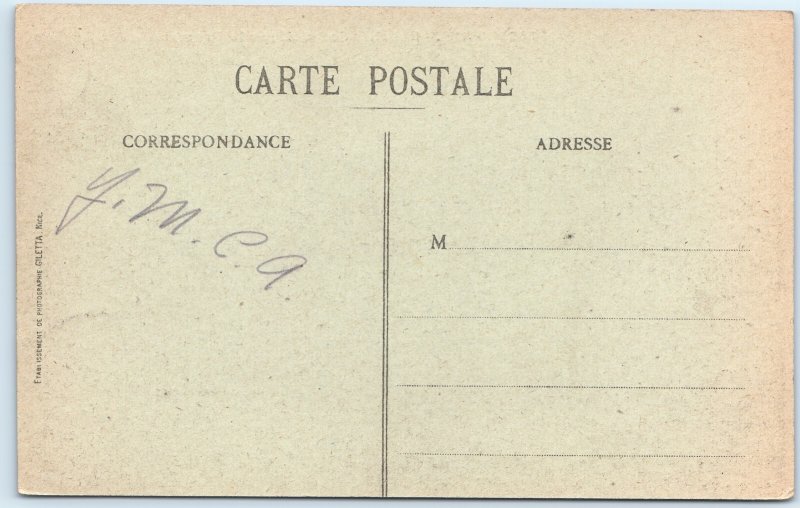 CARTE POSTALE
CORRESPONDANCE
ADRESSE
Y. M. C. A.
M
ÉTABLISSEMENT DE PHOTOGRAPHIE GILETTA. NICE.